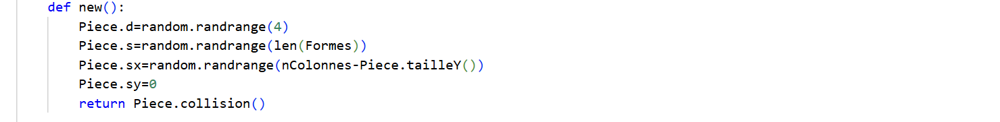 def new():
Piece.d=random.randrange(4)
Piece.s=random.randrange(len(Formes))
Piece.sx=random.randrange(nColonnes-Piece.tailleY())
Piece.sy=0
return Piece.collision()